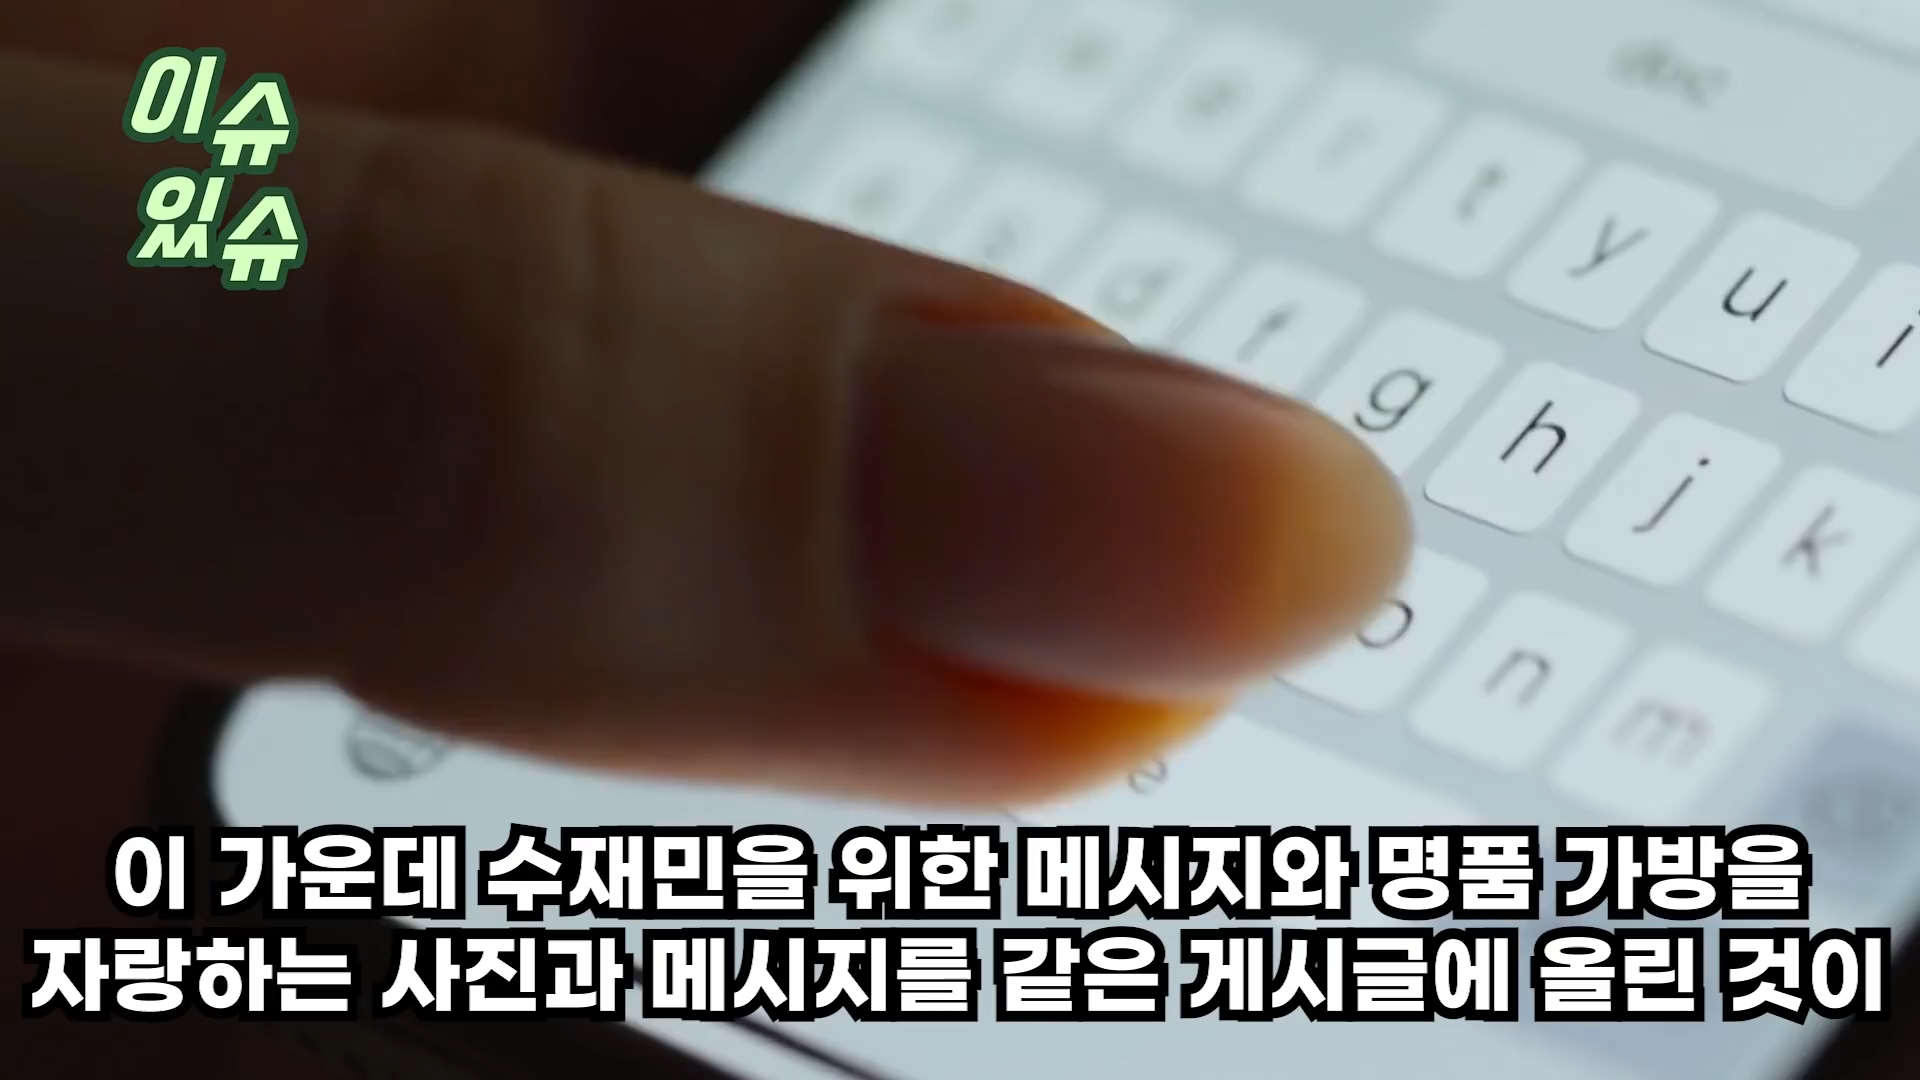 이슈
있슈
t y u i
d f g h j k
n m
이 가운데 수재민을 위한 메시지와 명품 가방을
자랑하는 사진과 메시지를 같은 게시글에 올린 것이